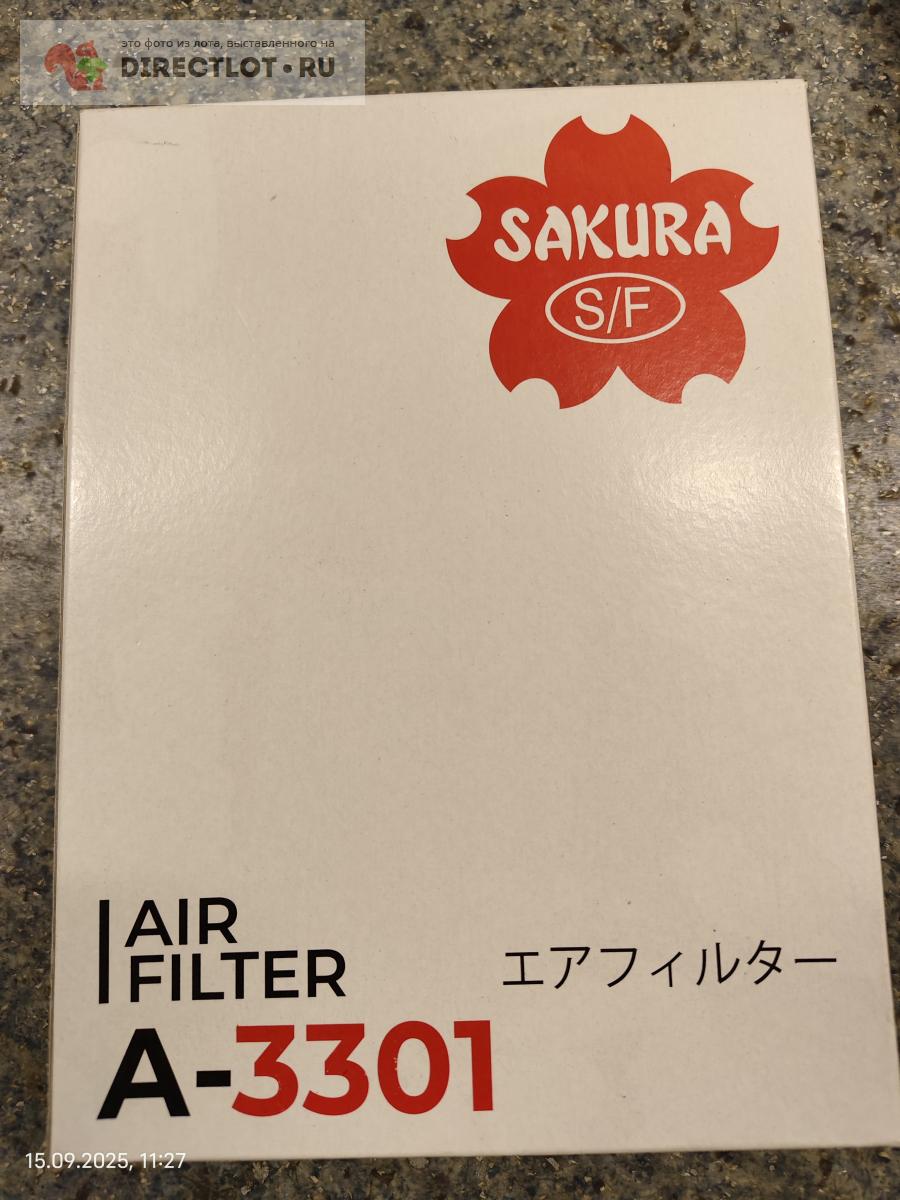 это фото из лота, выставленного на
DIRECTLOT•RU
SAKURA
S/F
AIR
FILTER
エアフィルター
A-3301
15.09.2025, 11:27